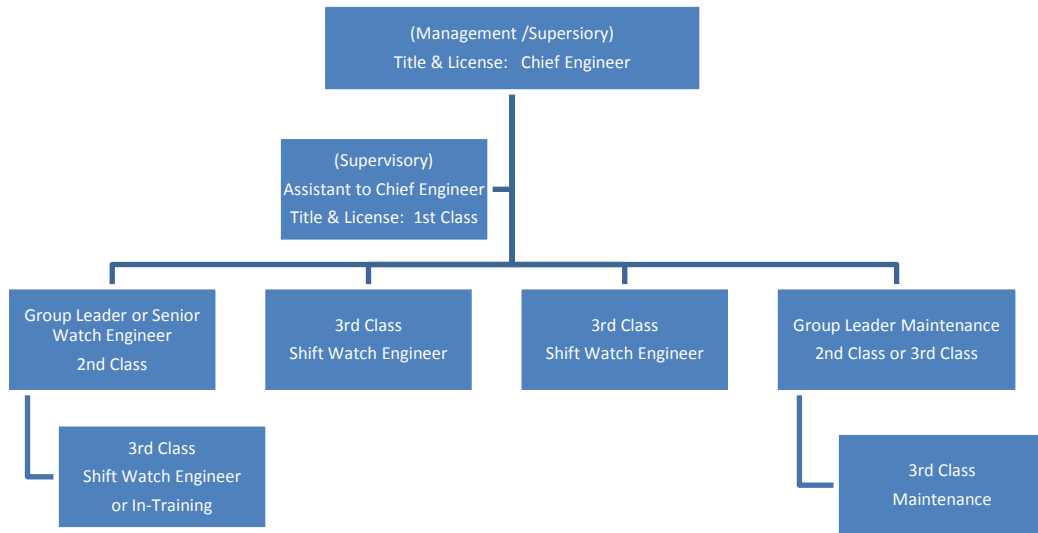 (Management /Supersiory)
Title & License:   Chief Engineer
(Supervisory)
Assistant to Chief Engineer
Title & License:  1st Class
Group Leader or Senior
Watch Engineer
2nd Class
3rd Class
Shift Watch Engineer
3rd Class
Shift Watch Engineer
Group Leader Maintenance
2nd Class or 3rd Class
3rd Class
Shift Watch Engineer
or In-Training
3rd Class
Maintenance